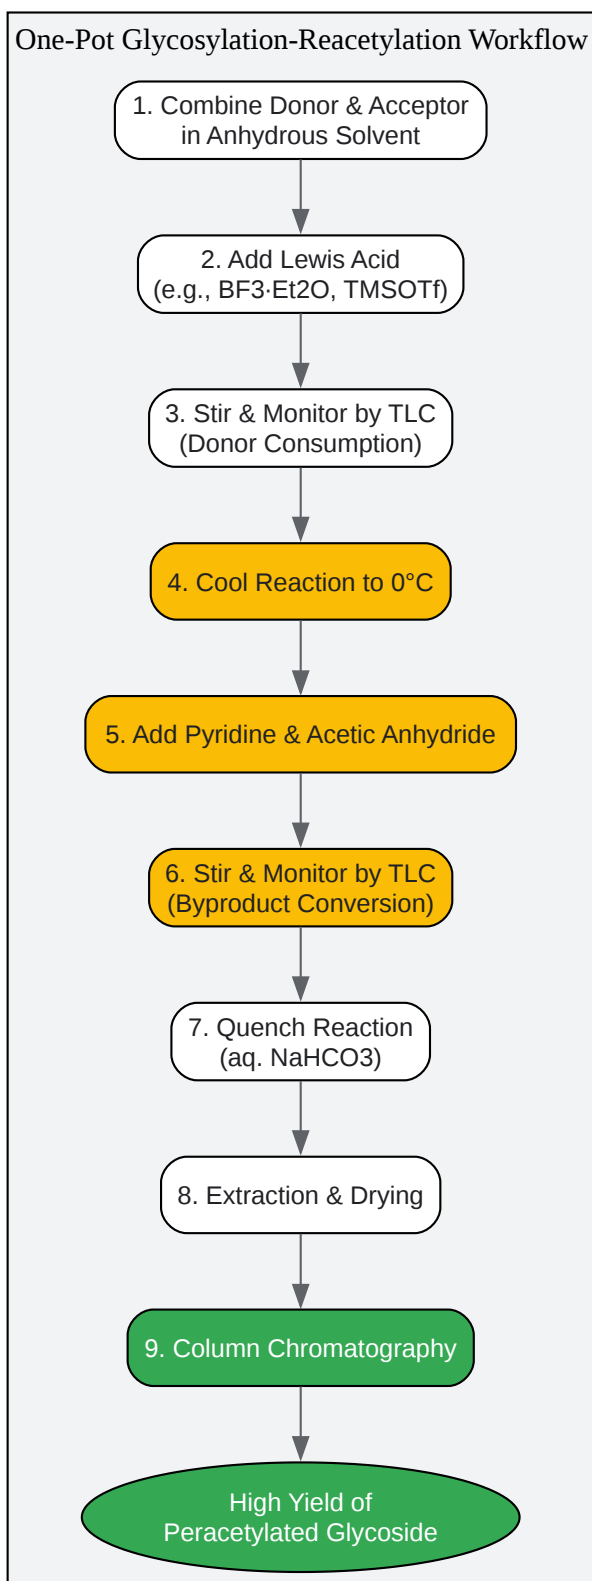 One-Pot Glycosylation-Reacetylation Workflow
1. Combine Donor & Acceptor
in Anhydrous Solvent
2. Add Lewis Acid
(e.g., BF3·Et2O, TMSOTf)
3. Stir & Monitor by TLC
(Donor Consumption)
4. Cool Reaction to 0°C
5. Add Pyridine & Acetic Anhydride
6. Stir & Monitor by TLC
(Byproduct Conversion)
7. Quench Reaction
(aq. NaHCO3)
8. Extraction & Drying
9. Column Chromatography
High Yield of
Peracetylated Glycoside